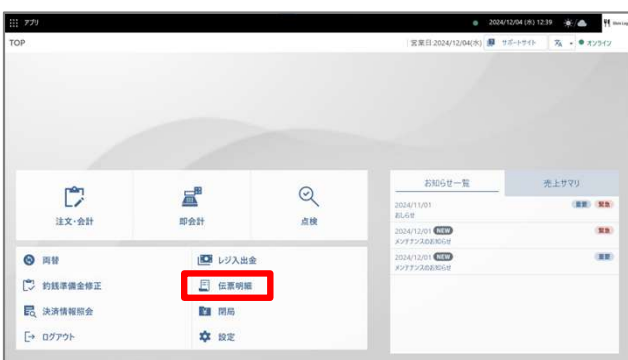 アプリ
2024/12/04 (水) 12:39
TOP
営業日:2024/12/04(水)
サポートサイト
オンライン
注文・会計
即会計
点検
両替
レジ入出金
釣銭準備金修正
伝票明細
決済情報照会
開局
ログアウト
設定
お知らせ一覧
売上サマリ
2024/11/01
重要 緊急
おしらせ
2024/12/01 NEW
緊急
メンテナンスのお知らせ
2024/12/01 NEW
重要
メンテナンスのお知らせ